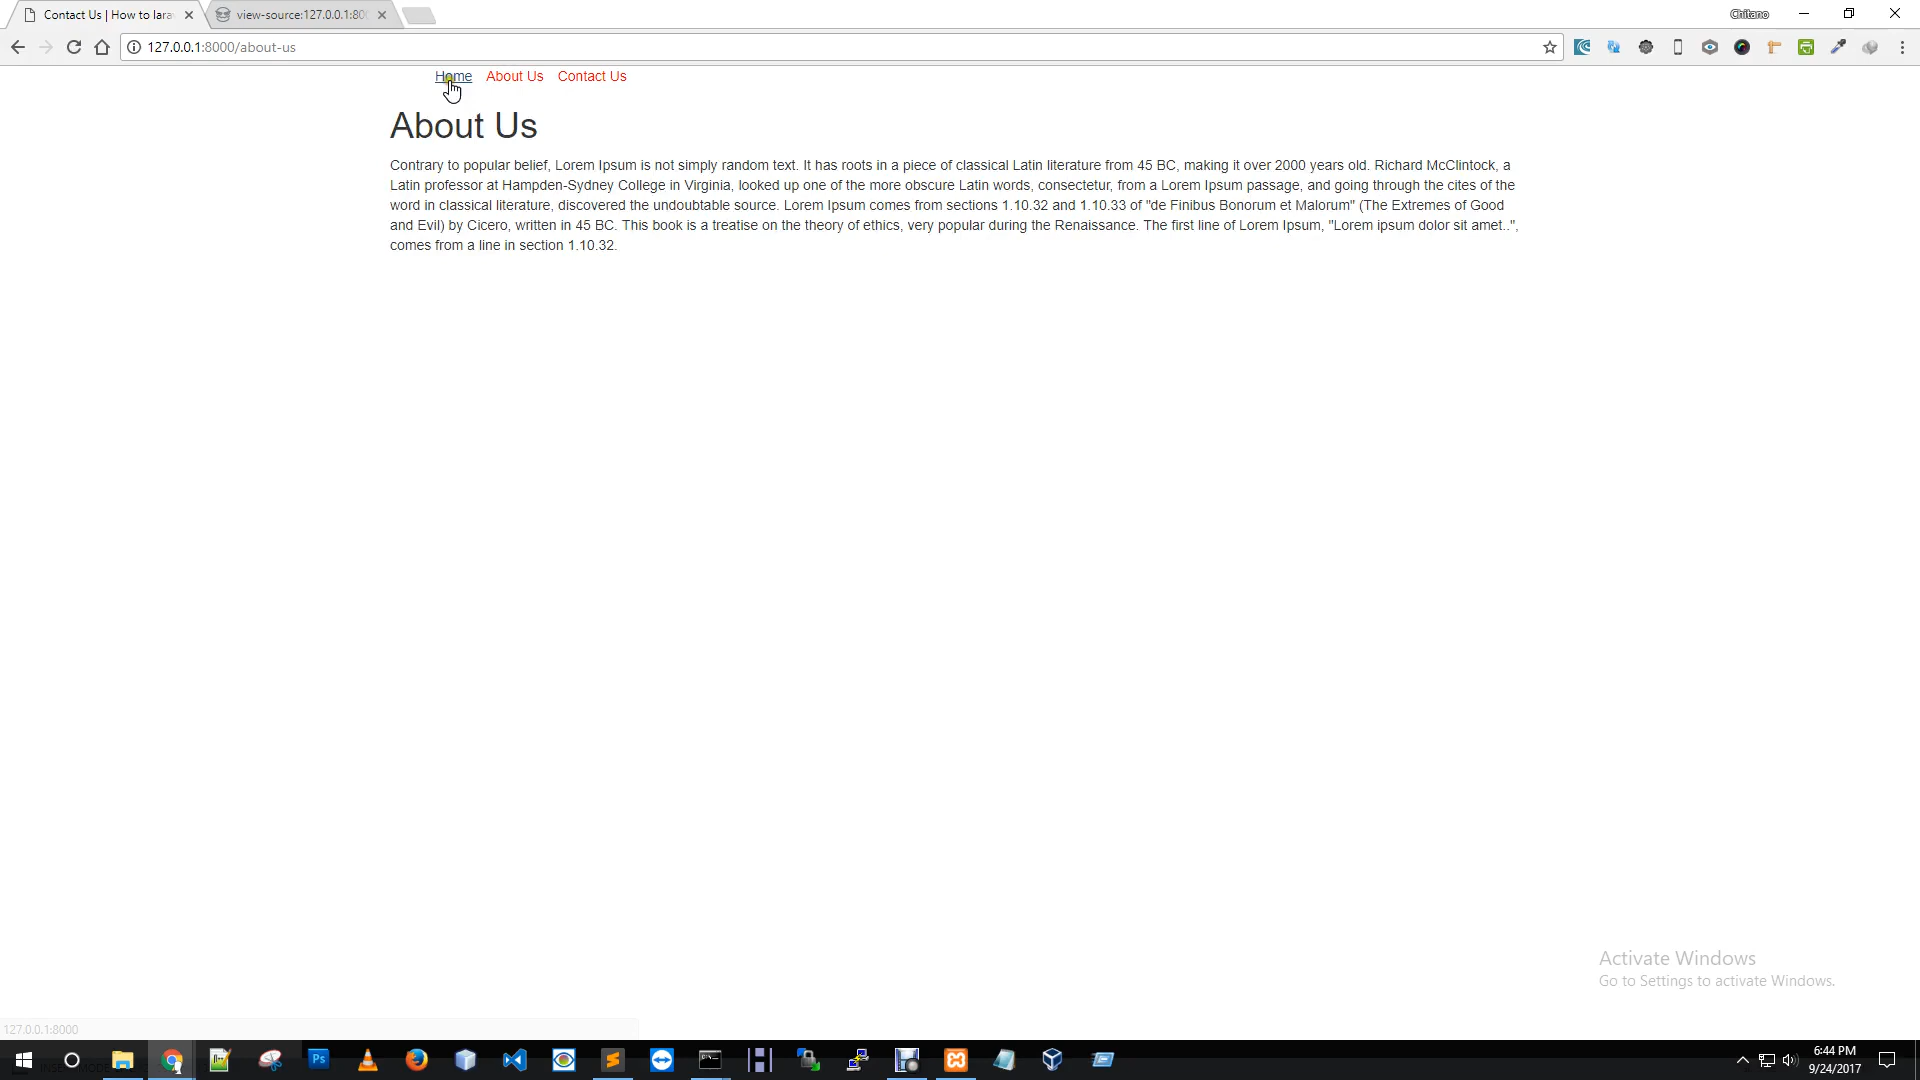 Contact Us | How to lara
view-source:127.0.0.1:800
Chitano
127.0.0.1:8000/about-us
Home About Us Contact Us
About Us
Contrary to popular belief, Lorem Ipsum is not simply random text. It has roots in a piece of classical Latin literature from 45 BC, making it over 2000 years old. Richard McClintock, a
Latin professor at Hampden-Sydney College in Virginia, looked up one of the more obscure Latin words, consectetur, from a Lorem Ipsum passage, and going through the cites of the
word in classical literature, discovered the undoubtable source. Lorem Ipsum comes from sections 1.10.32 and 1.10.33 of "de Finibus Bonorum et Malorum" (The Extremes of Good
and Evil) by Cicero, written in 45 BC. This book is a treatise on the theory of ethics, very popular during the Renaissance. The first line of Lorem Ipsum, "Lorem ipsum dolor sit amet..",
comes from a line in section 1.10.32.
Activate Windows
Go to Settings to activate Windows.
127.0.0.1:8000
Ps
6:44 PM
9/24/2017